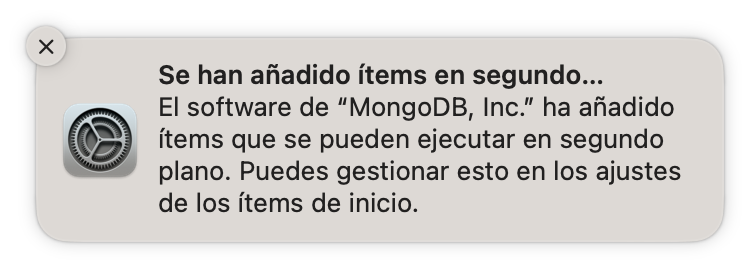 Se han añadido ítems en segundo...
El software de “MongoDB, Inc.” ha añadido
ítems que se pueden ejecutar en segundo
plano. Puedes gestionar esto en los ajustes
de los ítems de inicio.